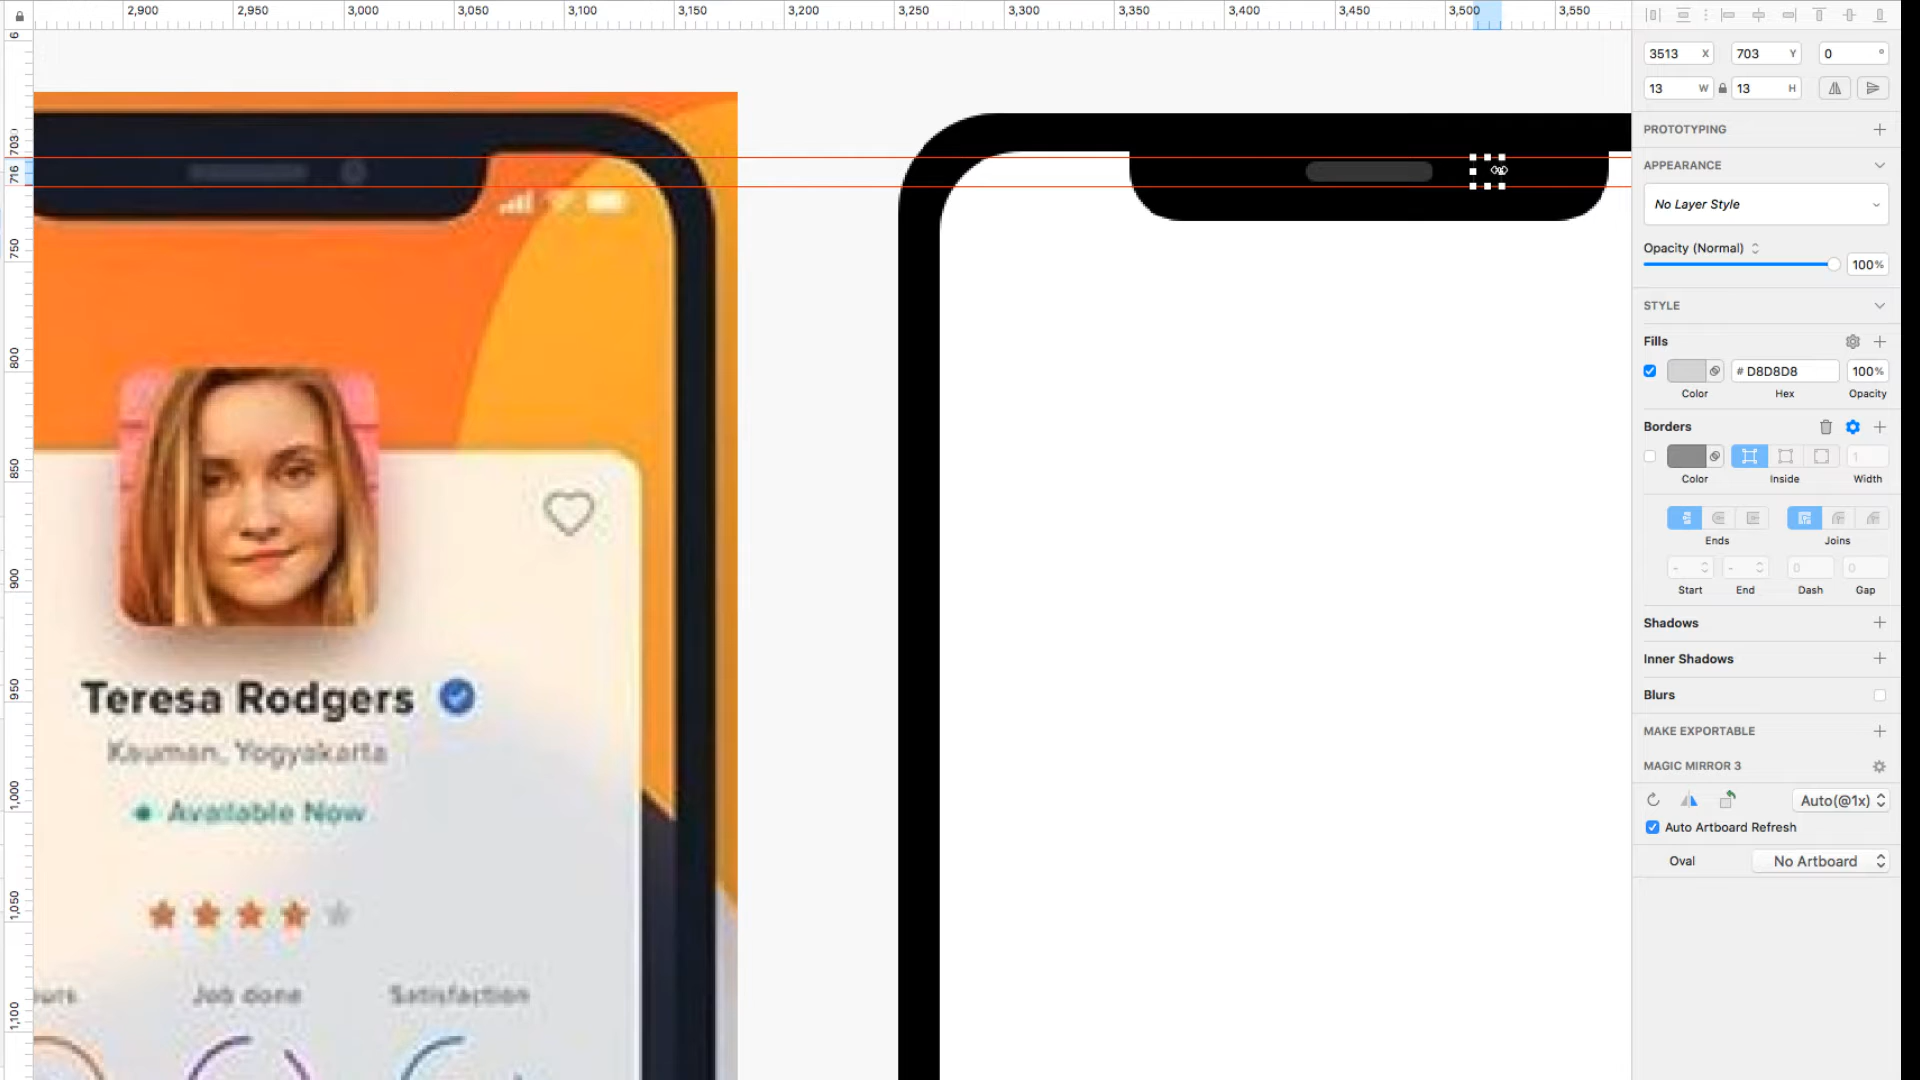 2,900 2,950 3,000 3,050 3,100 3,150 3,200 3,250 3,300 3,350 3,400 3,450 3,500 3,550
6
703
716
750
800
850
900
950
1,000
1,050
1,100
Teresa Rodgers
Kauman, Yogyakarta
Available Now
Job done
Satisfaction
3513 X
703 Y
0 °
13 W
13 H
PROTOTYPING
APPEARANCE
No Layer Style
Opacity (Normal)
100%
STYLE
Fills
# D8D8D8
100%
Color
Hex
Opacity
Borders
1
Color
Inside
Width
Ends
Joins
- - 0 0
Start
End
Dash
Gap
Shadows
Inner Shadows
Blurs
MAKE EXPORTABLE
MAGIC MIRROR 3
Auto(@1x)
Auto Artboard Refresh
Oval
No Artboard